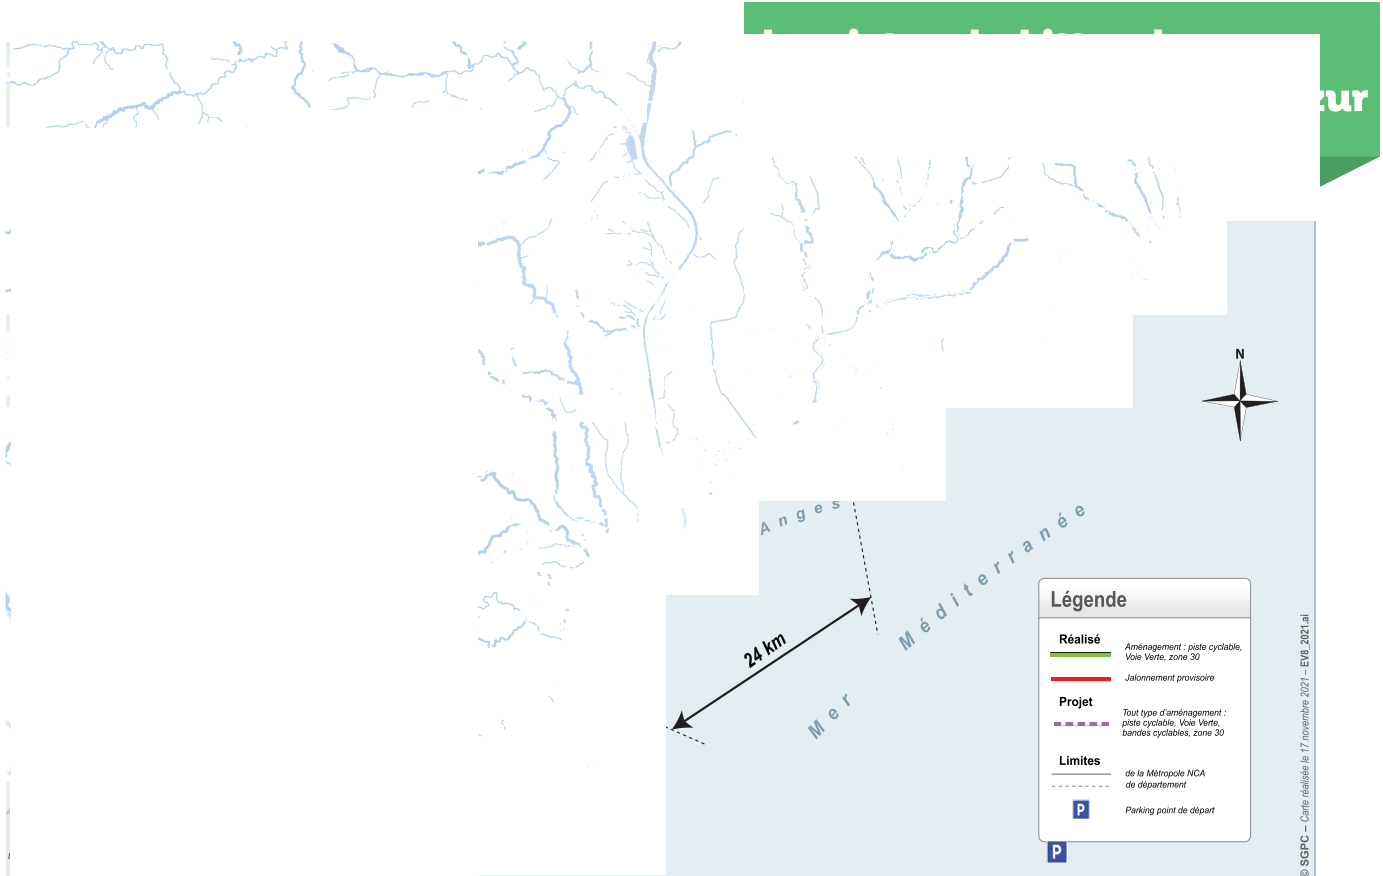 N
Anges
Mer Méditerranée
24 km
Légende
Réalisé
Aménagement : piste cyclable,
Voie Verte, zone 30
Jalonnement provisoire
Projet
Tout type d'aménagement :
piste cyclable, Voie Verte,
bandes cyclables, zone 30
Limites
de la Métropole NCA
de département
P
Parking point de départ
P
© SGPC – Carte réalisée le 17 novembre 2021 – EV8_2021.ai